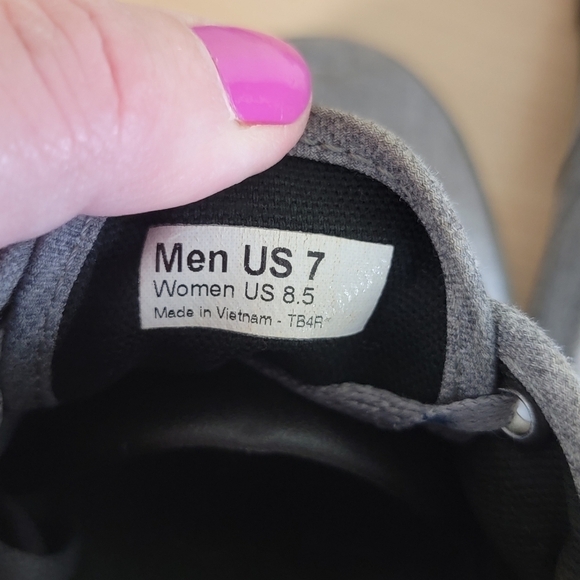 Men US 7
Women US 8.5
Made in Vietnam - TB4R